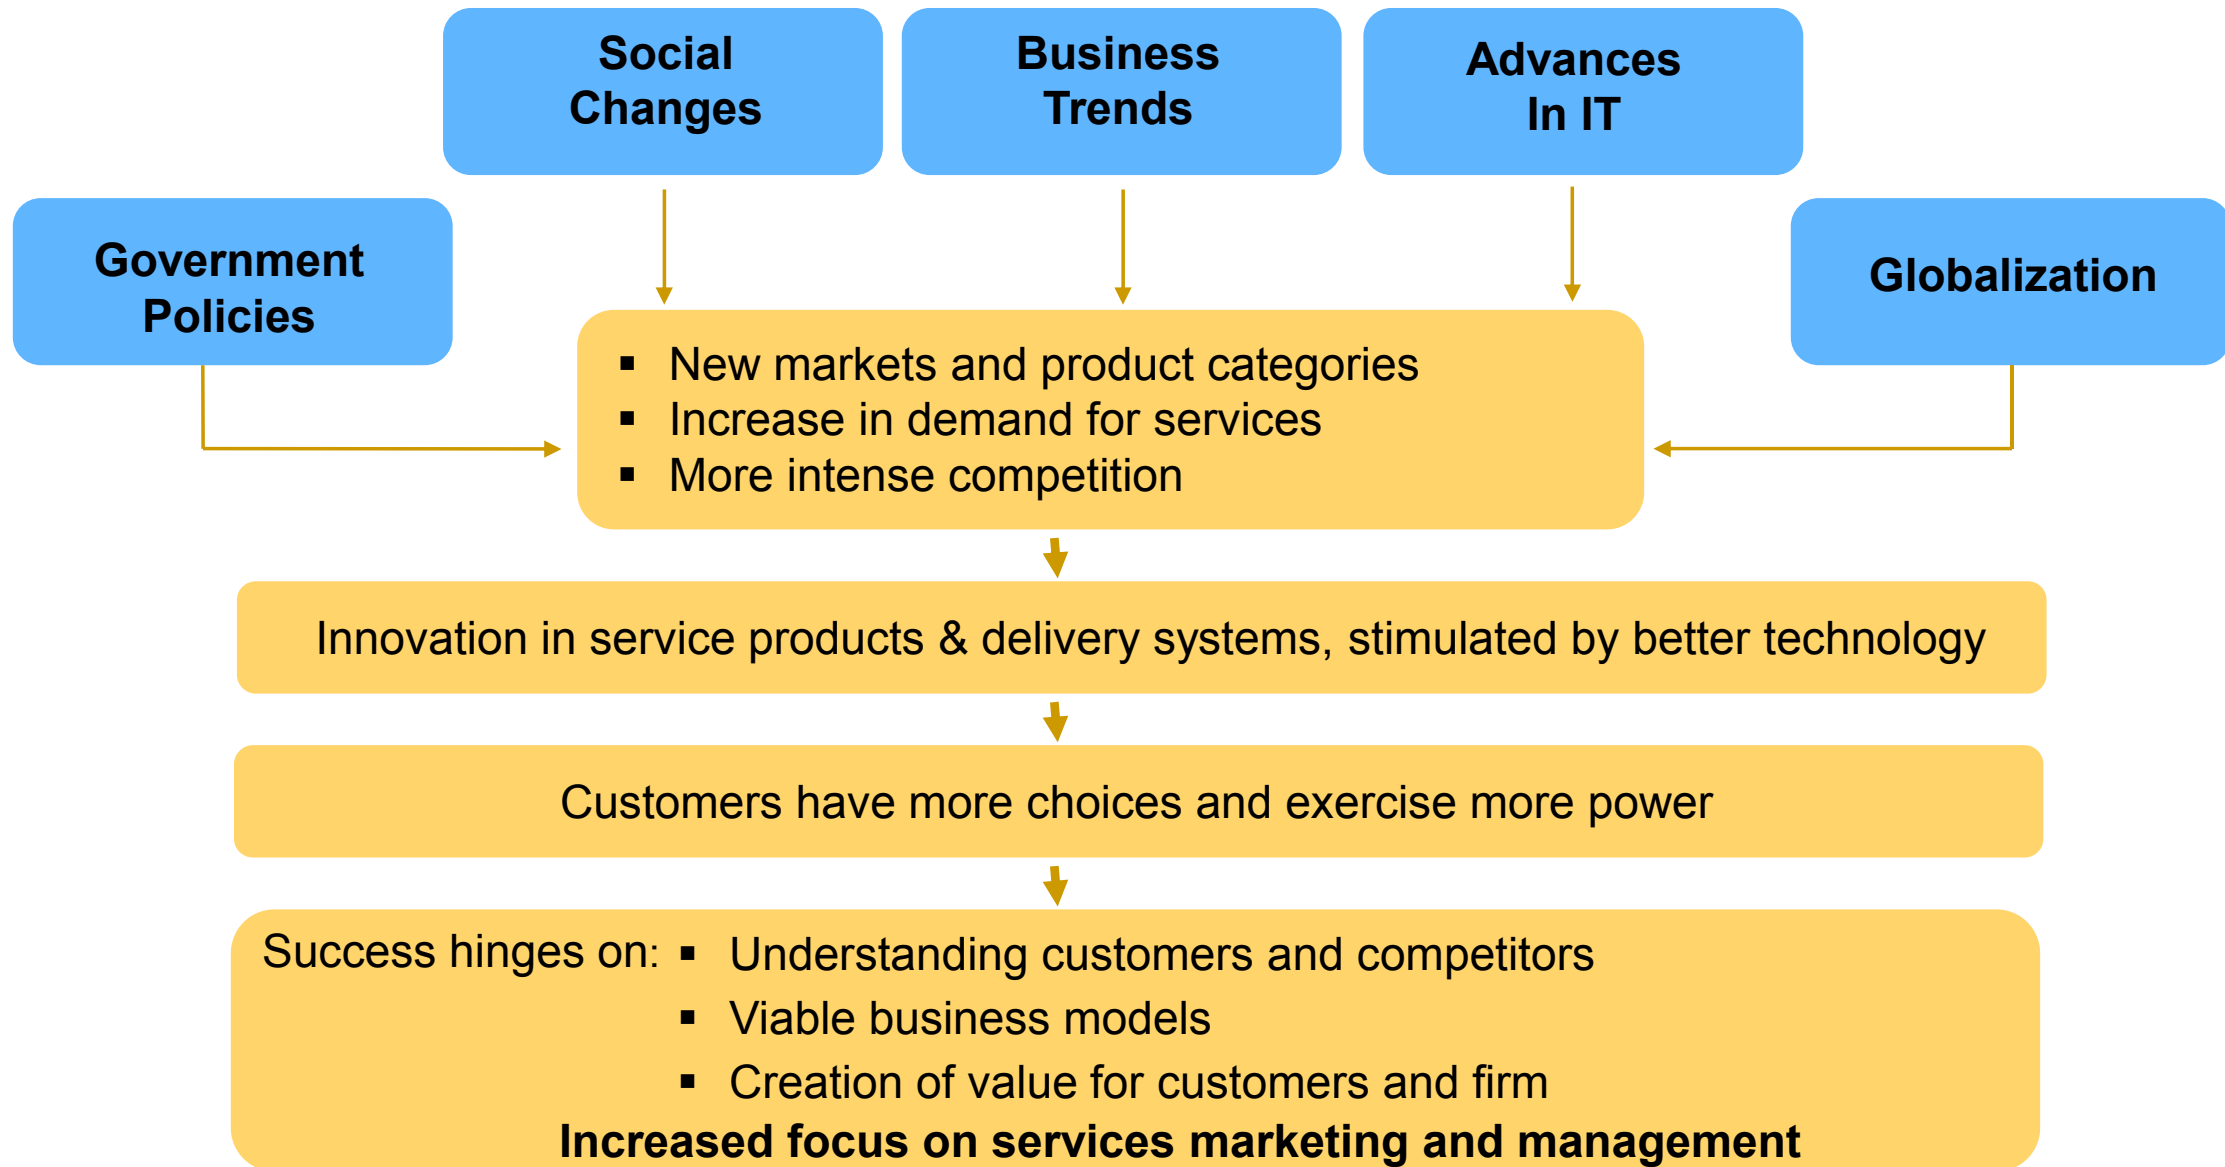 Social
Changes
Business
Trends
Advances
In IT
Government
Policies
Globalization
▪ New markets and product categories
▪ Increase in demand for services
▪ More intense competition
Innovation in service products & delivery systems, stimulated by better technology
Customers have more choices and exercise more power
Success hinges on: ▪ Understanding customers and competitors
▪ Viable business models
▪ Creation of value for customers and firm
Increased focus on services marketing and management